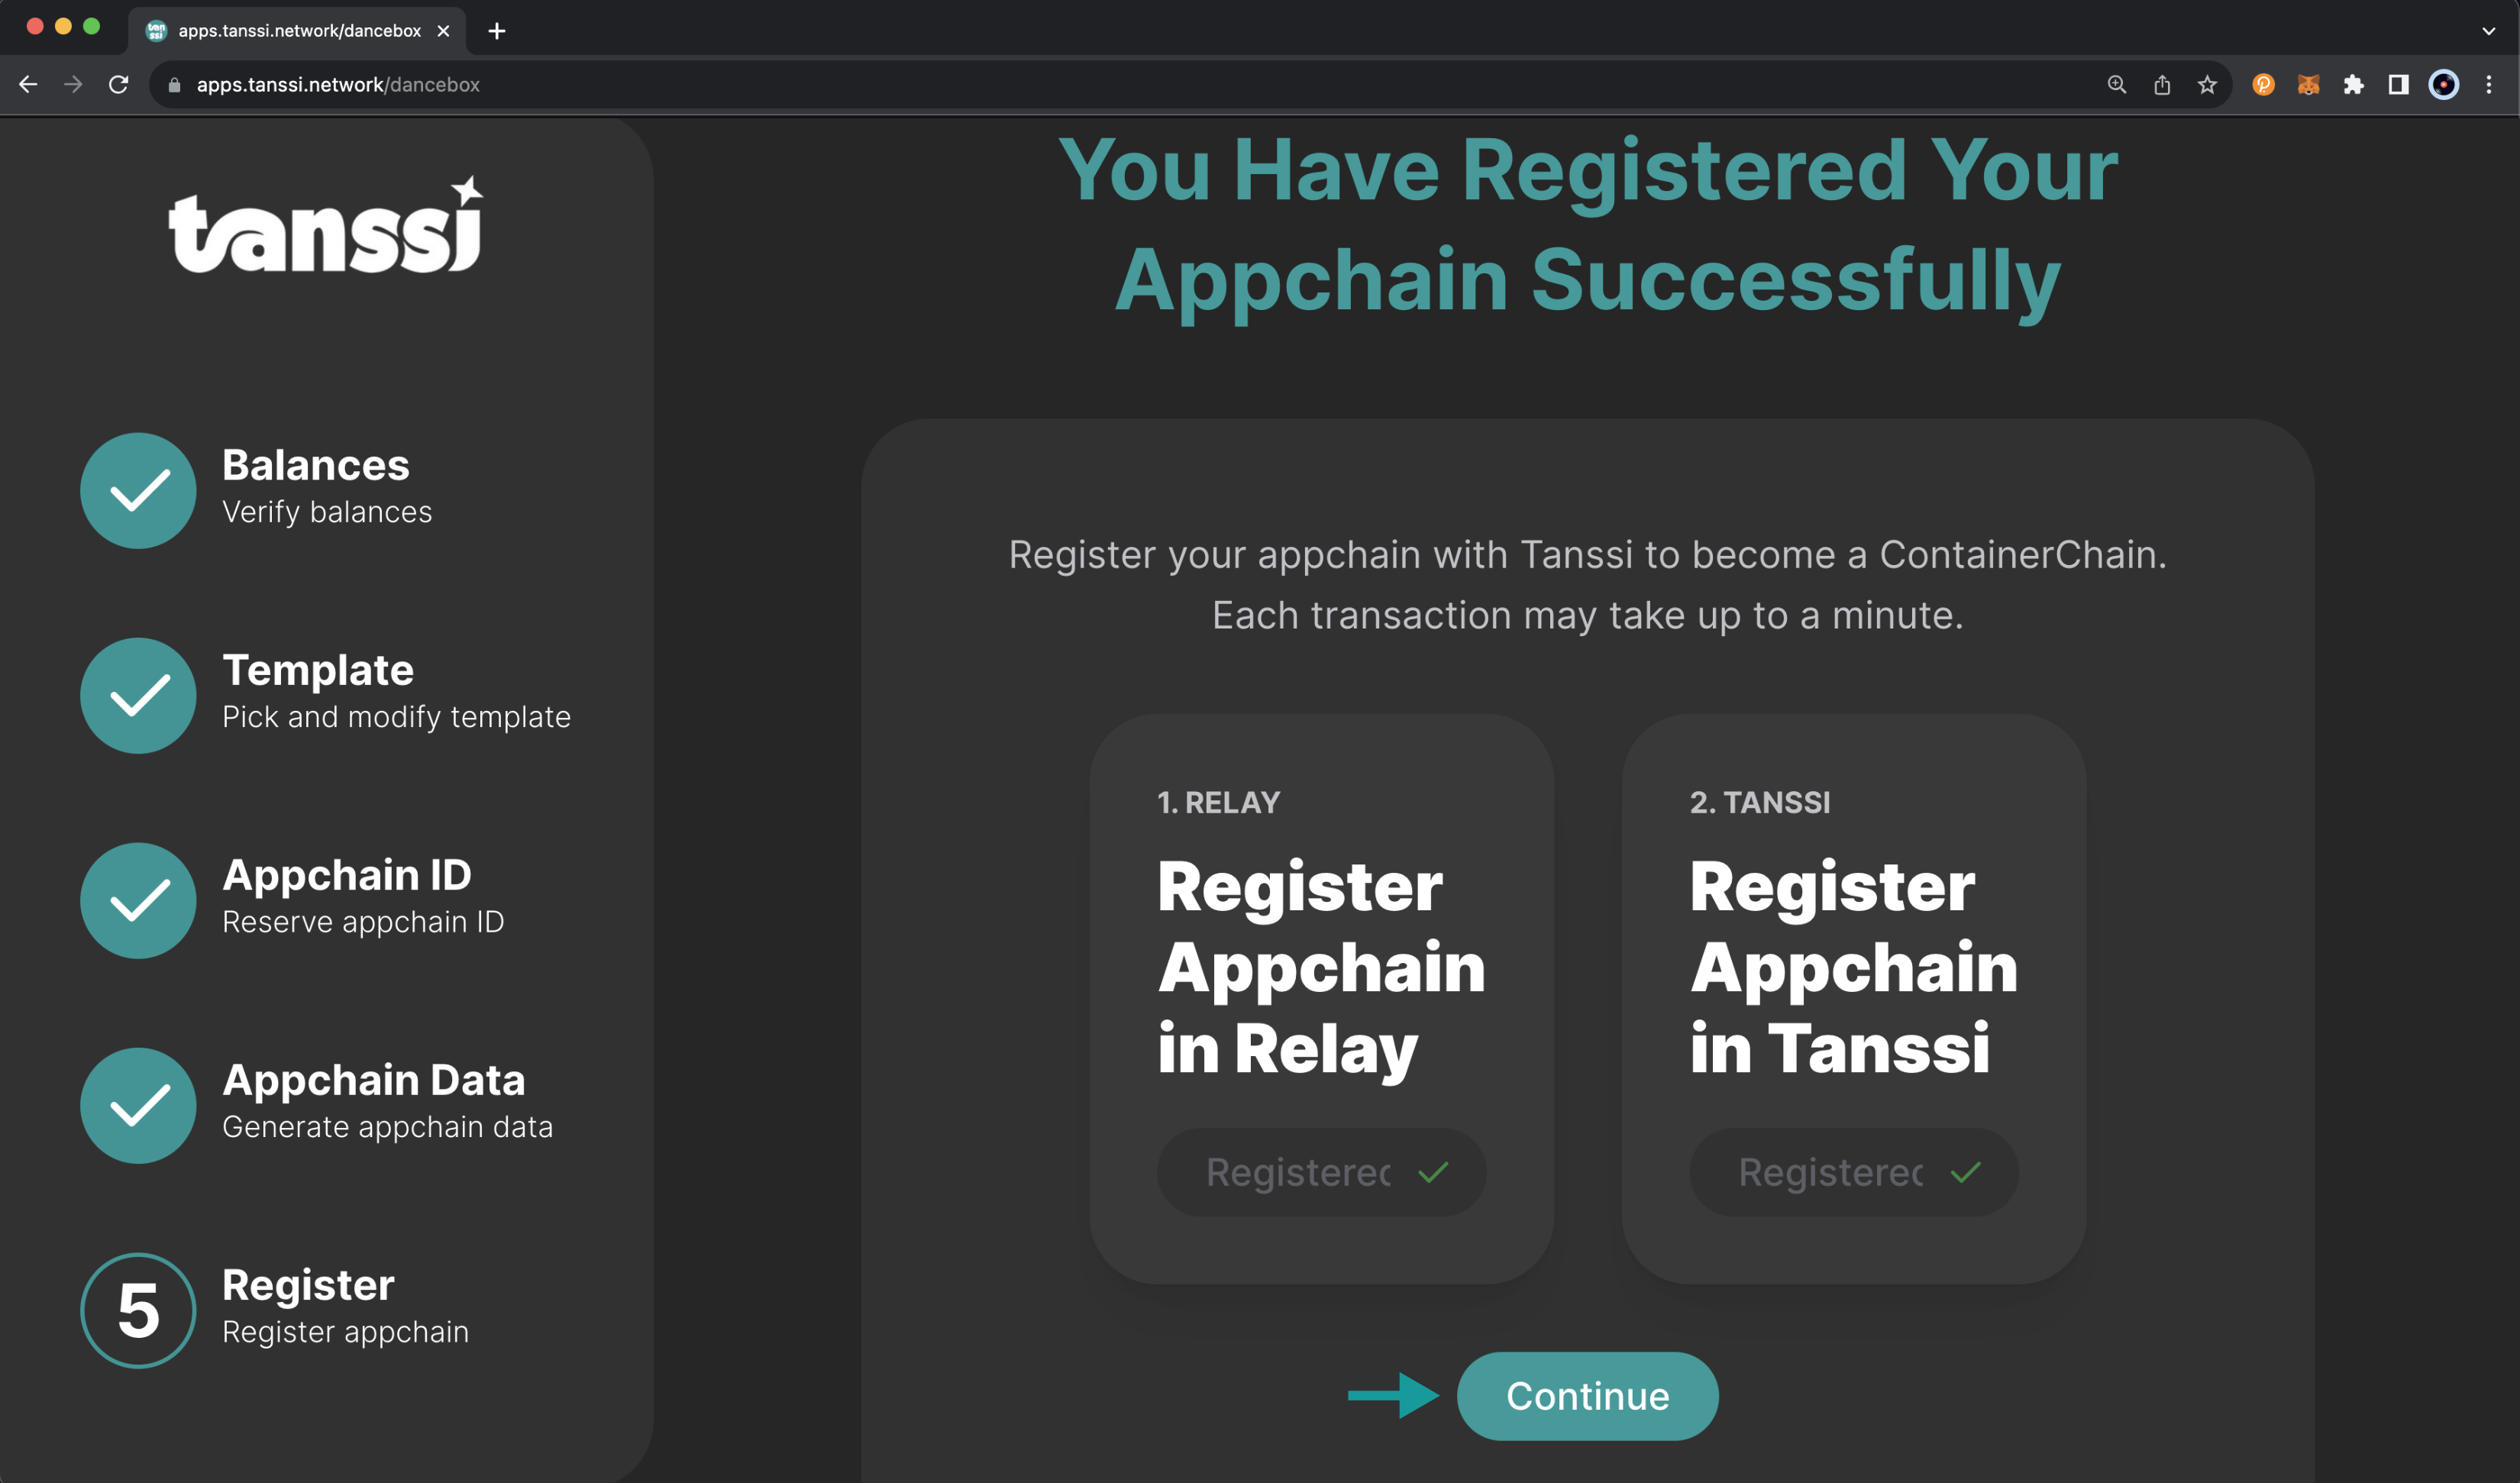 apps.tanssi.network/dancebox
apps.tanssi.network/dancebox
tanssi
Balances
Verify balances
Template
Pick and modify template
Appchain ID
Reserve appchain ID
Appchain Data
Generate appchain data
5
Register
Register appchain
You Have Registered Your
Appchain Successfully
Register your appchain with Tanssi to become a ContainerChain.
Each transaction may take up to a minute.
1. RELAY
Register
Appchain
in Relay
Registered
2. TANSSI
Register
Appchain
in Tanssi
Registered
Continue